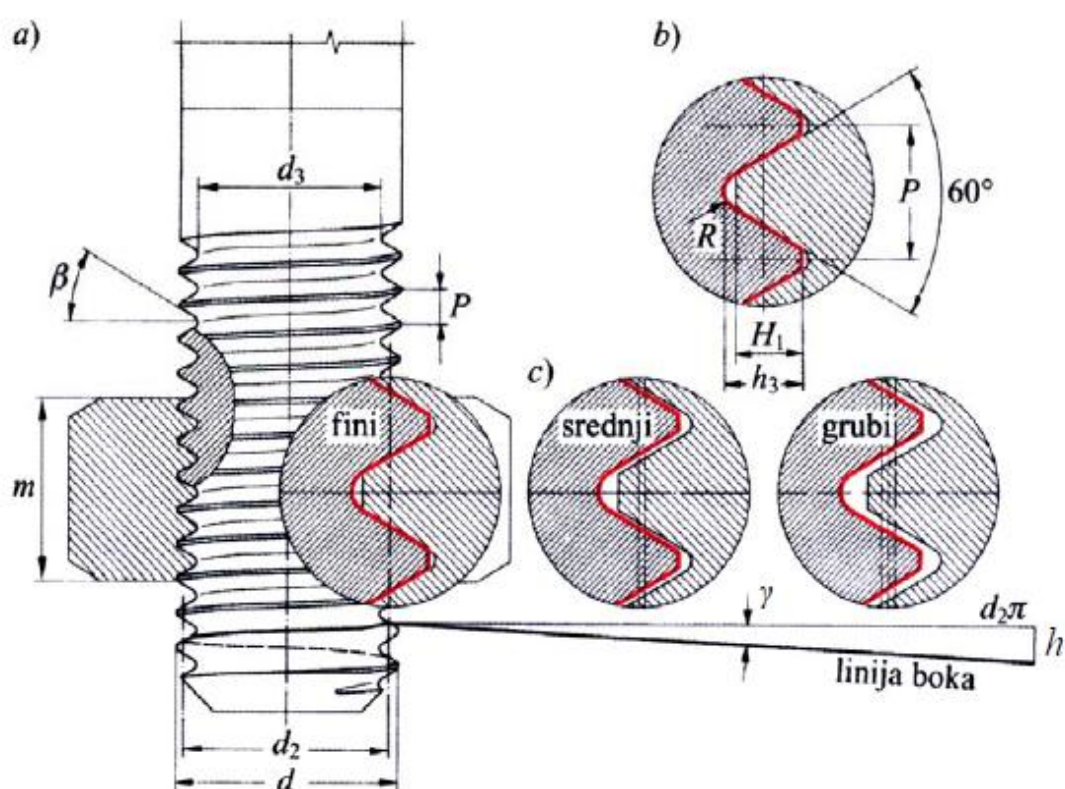 a)
b)
d₃
β
P
P
60°
R
H₁
h₃
c)
fini
srednji
grubi
m
γ
d₂π
h
linija boka
d₂
d